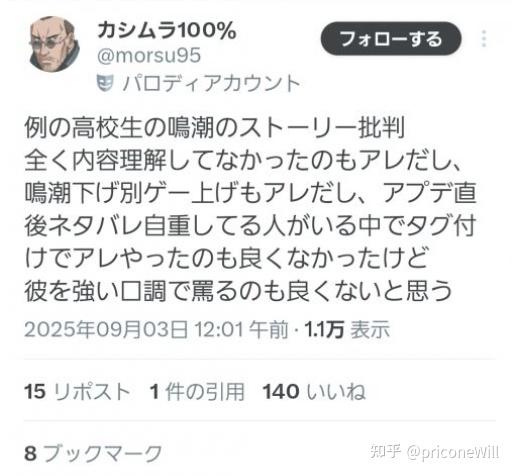 カシムラ100%
フォローする
@morsu95
パロディアカウント
例の高校生の鳴潮のストーリー批判
全く内容理解してなかったのもアレだし、
鳴潮下げ別ゲー上げもアレだし、アプデ直
後ネタバレ自重してる人がいる中でタグ付
けでアレやったのも良くなかったけど
彼を強い口調で罵るのも良くないと思う
2025年09月03日 12:01 午前 · 1.1万 表示
15 リポスト 1 件の引用 140 いいね
8 ブックマーク
知乎 @priconeWill